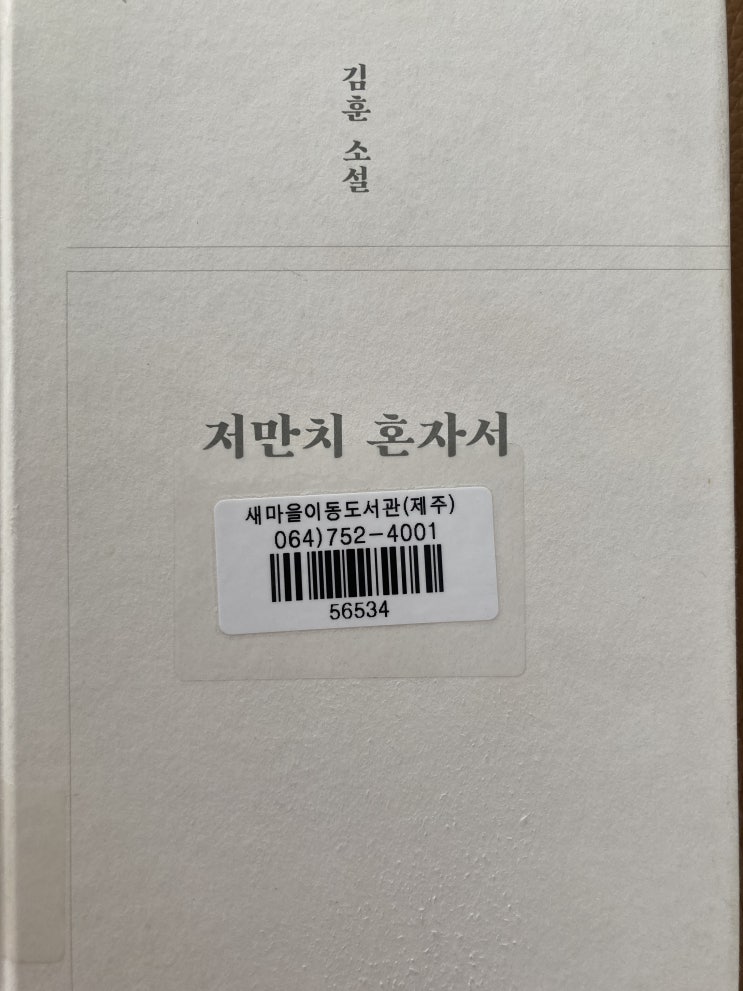 김훈 소설
저만치 혼자서
새마을이동도서관(제주)
064)752-4001
56534